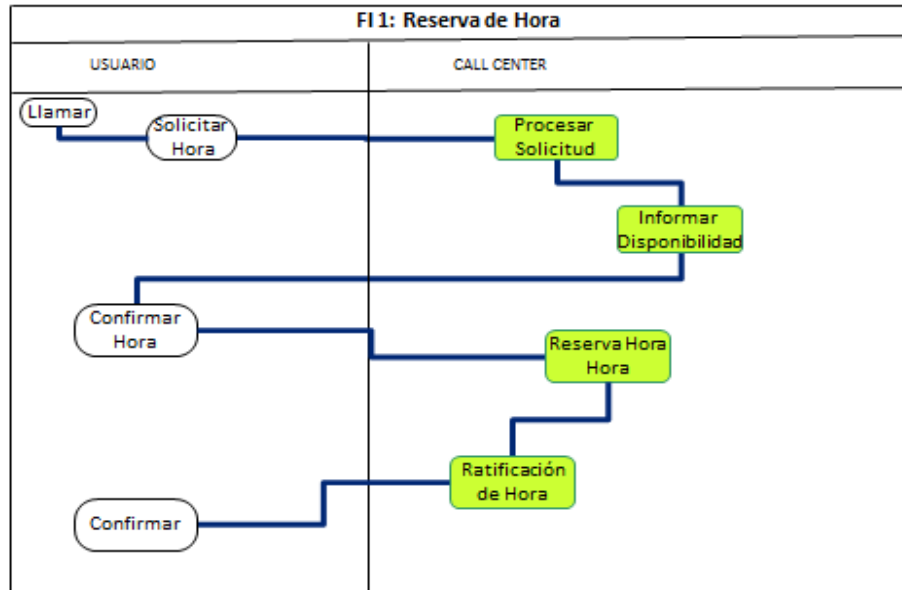 FI 1: Reserva de Hora
USUARIO
CALL CENTER
Llamar
Solicitar
Hora
Procesar
Solicitud
Informar
Disponibilidad
Confirmar
Hora
Reserva Hora
Hora
Ratificación
de Hora
Confirmar